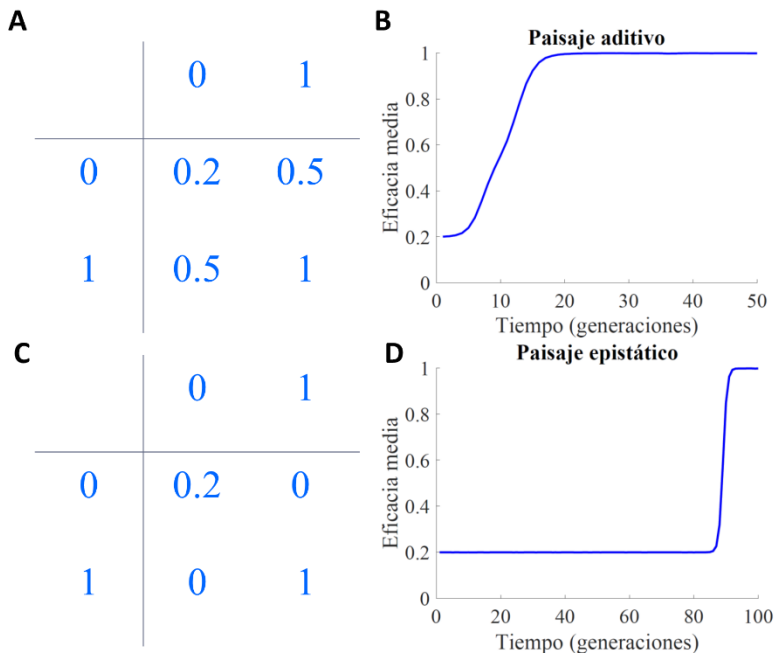 A
0 1
0 0.2 0.5
1 0.5 1
B
Paisaje aditivo
Eficacia media
1
0.8
0.6
0.4
0.2
0
0 10 20 30 40 50
Tiempo (generaciones)
C
0 1
0 0.2 0
1 0 1
D
Paisaje epistático
Eficacia media
1
0.8
0.6
0.4
0.2
0
0 20 40 60 80 100
Tiempo (generaciones)